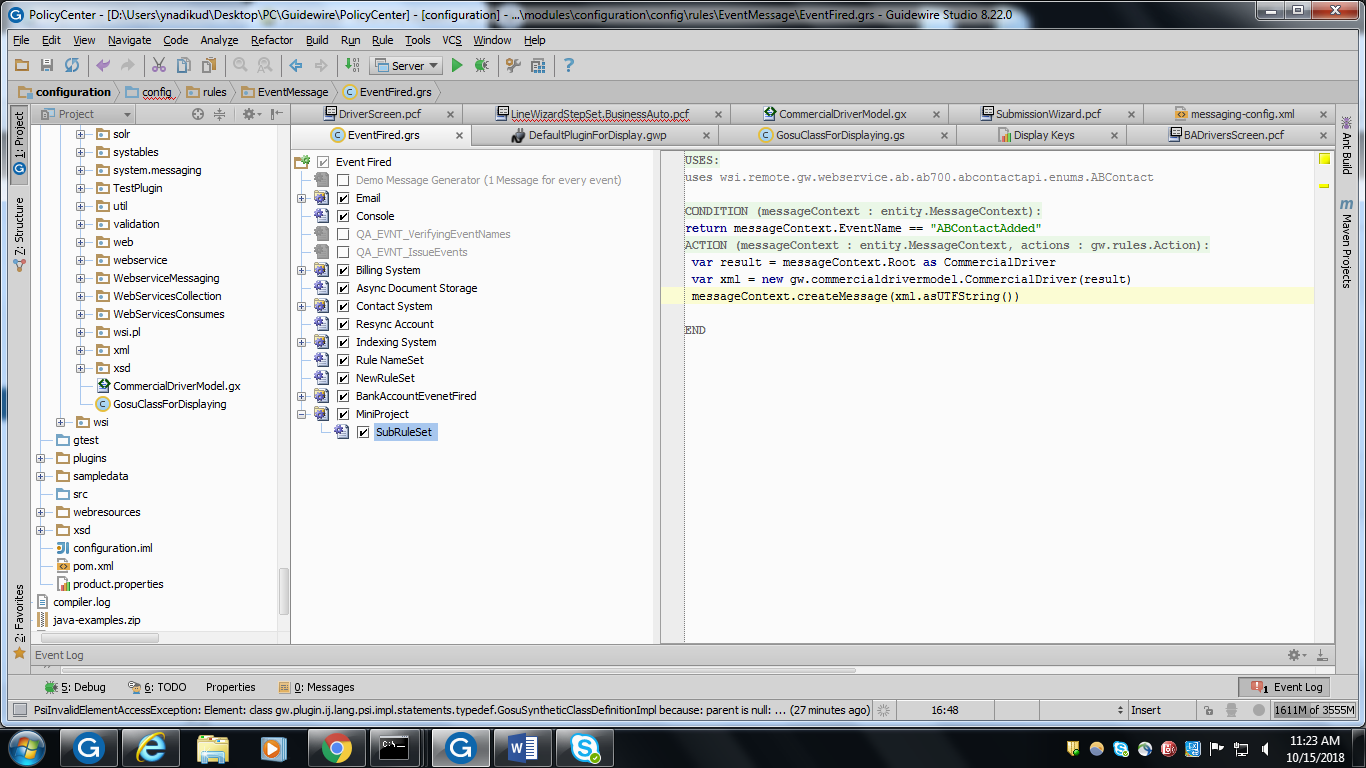 PolicyCenter - [D:\Users\ynadikud\Desktop\PC\Guidewire\PolicyCenter] - [configuration] - ...\modules\configuration\config\rules\EventMessage\EventFired.grs - Guidewire Studio 8.22.0
File Edit View Navigate Code Analyze Refactor Build Run Rule Tools VCS Window Help
Server
configuration config rules EventMessage EventFired.grs
Project
DriverScreen.pcf LineWizardStepSet.BusinessAuto.pcf CommercialDriverModel.gx SubmissionWizard.pcf messaging-config.xml
EventFired.grs DefaultPluginForDisplay.gwp GosuClassForDisplaying.gs Display Keys BADriversScreen.pcf
1: Project
Z: Structure
2: Favorites
solr
systables
system.messaging
TestPlugin
util
validation
web
webservice
WebserviceMessaging
WebServicesCollection
WebServicesConsumes
wsi.pl
xml
xsd
CommercialDriverModel.gx
GosuClassForDisplaying
wsi
gtest
plugins
sampledata
src
webresources
xsd
configuration.iml
pom.xml
product.properties
compiler.log
java-examples.zip
Event Fired
Demo Message Generator (1 Message for every event)
Email
Console
QA_EVNT_VerifyingEventNames
QA_EVNT_IssueEvents
Billing System
Async Document Storage
Contact System
Resync Account
Indexing System
Rule NameSet
NewRuleSet
BankAccountEvenetFired
MiniProject
SubRuleSet
USES:
uses wsi.remote.gw.webservice.ab.ab700.abcontactapi.enums.ABContact
CONDITION (messageContext : entity.MessageContext):
return messageContext.EventName == "ABContactAdded"
ACTION (messageContext : entity.MessageContext, actions : gw.rules.Action):
var result = messageContext.Root as CommercialDriver
var xml = new gw.commercialdrivermodel.CommercialDriver(result)
messageContext.createMessage(xml.asUTFString())
END
Ant Build
Maven Projects
Event Log
5: Debug 6: TODO Properties 0: Messages 1 Event Log
PsiInvalidElementAccessException: Element: class gw.plugin.ij.lang.psi.impl.statements.typedef.GosuSyntheticClassDefinitionImpl because: parent is null: ... (27 minutes ago) 16:48 Insert 1611M of 3555M
11:23 AM
10/15/2018